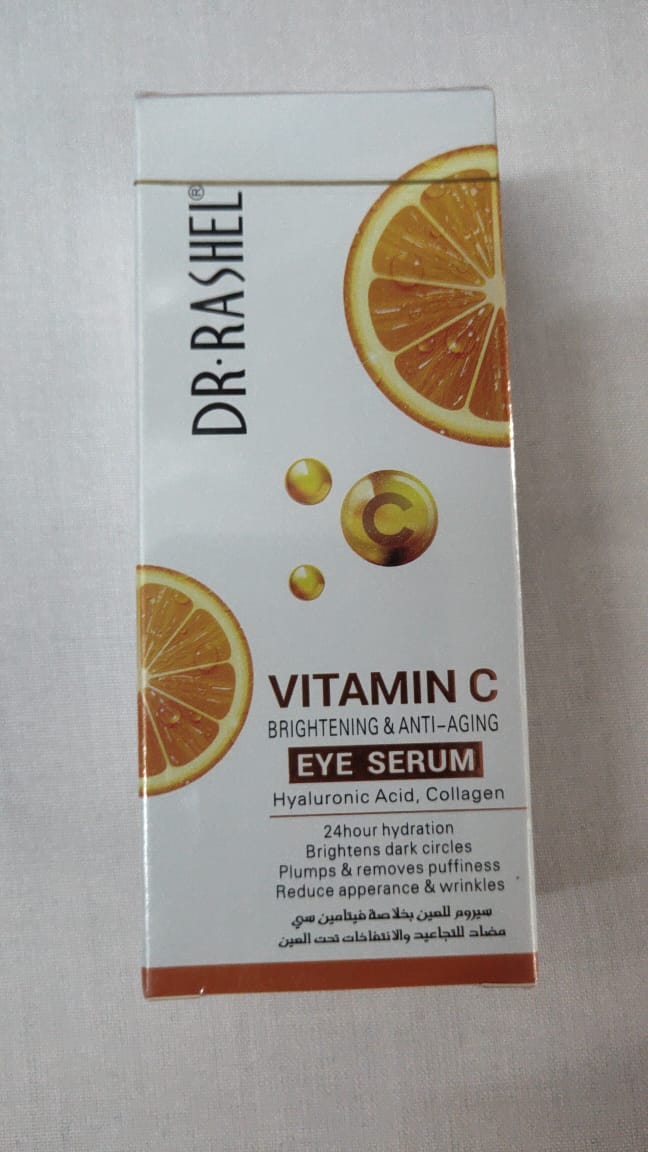 DR·RASHEL®
C
VITAMIN C
BRIGHTENING & ANTI-AGING
EYE SERUM
Hyaluronic Acid, Collagen
24hour hydration
Brightens dark circles
Plumps & removes puffiness
Reduce apperance & wrinkles
سيروم للعين بخلاصة فيتامين سي
مضاد للتجاعيد والانتفاخات تحت العين